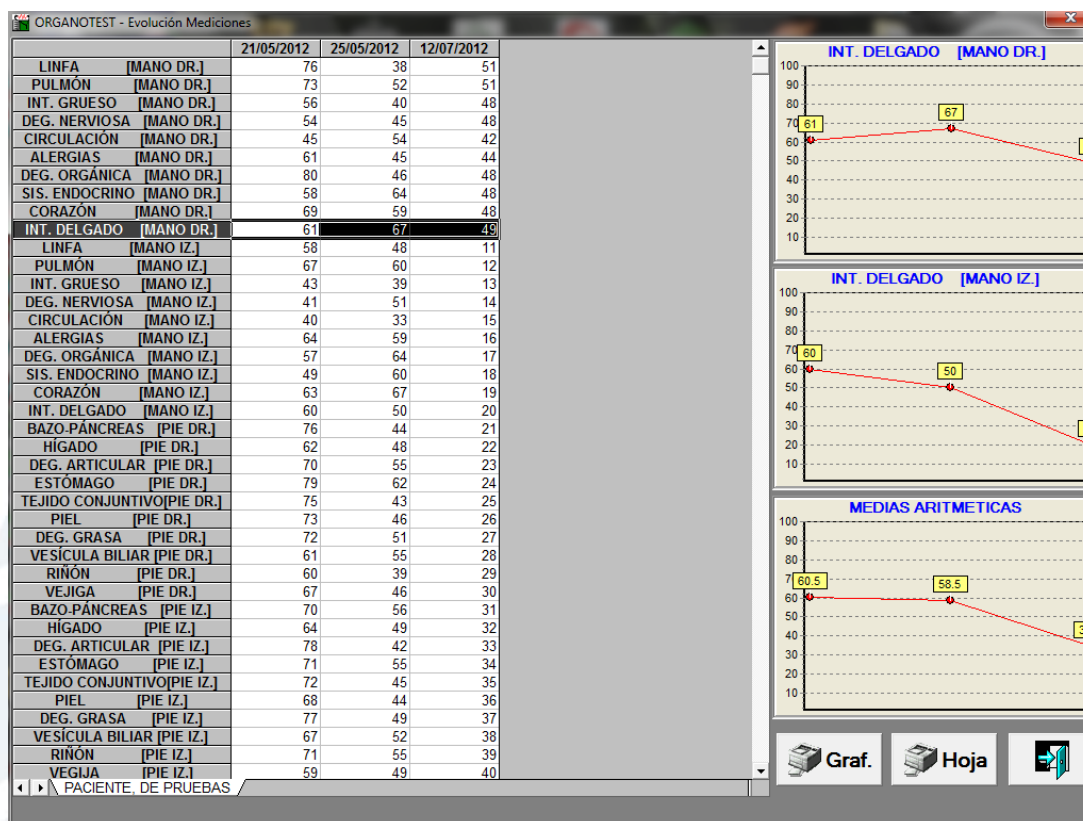 ORGANOTEST - Evolución Mediciones
21/05/2012 25/05/2012 12/07/2012
LINFA [MANO DR.] 76 38 51
PULMÓN [MANO DR.] 73 52 51
INT. GRUESO [MANO DR.] 56 40 48
DEG. NERVIOSA [MANO DR.] 54 45 48
CIRCULACIÓN [MANO DR.] 45 54 42
ALERGIAS [MANO DR.] 61 45 44
DEG. ORGÁNICA [MANO DR.] 80 46 48
SIS. ENDOCRINO [MANO DR.] 58 64 48
CORAZÓN [MANO DR.] 69 59 48
INT. DELGADO [MANO DR.] 61 67 49
LINFA [MANO IZ.] 58 48 11
PULMÓN [MANO IZ.] 67 60 12
INT. GRUESO [MANO IZ.] 43 39 13
DEG. NERVIOSA [MANO IZ.] 41 51 14
CIRCULACIÓN [MANO IZ.] 40 33 15
ALERGIAS [MANO IZ.] 64 59 16
DEG. ORGÁNICA [MANO IZ.] 57 64 17
SIS. ENDOCRINO [MANO IZ.] 49 60 18
CORAZÓN [MANO IZ.] 63 67 19
INT. DELGADO [MANO IZ.] 60 50 20
BAZO-PÁNCREAS [PIE DR.] 76 44 21
HÍGADO [PIE DR.] 62 48 22
DEG. ARTICULAR [PIE DR.] 70 55 23
ESTÓMAGO [PIE DR.] 79 62 24
TEJIDO CONJUNTIVO[PIE DR.] 75 43 25
PIEL [PIE DR.] 73 46 26
DEG. GRASA [PIE DR.] 72 51 27
VESÍCULA BILIAR [PIE DR.] 61 55 28
RIÑÓN [PIE DR.] 60 39 29
VEJIGA [PIE DR.] 67 46 30
BAZO-PÁNCREAS [PIE IZ.] 70 56 31
HÍGADO [PIE IZ.] 64 49 32
DEG. ARTICULAR [PIE IZ.] 78 42 33
ESTÓMAGO [PIE IZ.] 71 55 34
TEJIDO CONJUNTIVO[PIE IZ.] 72 45 35
PIEL [PIE IZ.] 68 44 36
DEG. GRASA [PIE IZ.] 77 49 37
VESÍCULA BILIAR [PIE IZ.] 67 52 38
RIÑÓN [PIE IZ.] 71 55 39
VEGIJA [PIE IZ.] 59 49 40
PACIENTE, DE PRUEBAS
INT. DELGADO [MANO DR.]
100
90
80
70
60
50
40
30
20
10
61
67
INT. DELGADO [MANO IZ.]
100
90
80
70
60
50
40
30
20
10
60
50
MEDIAS ARITMETICAS
100
90
80
60
50
40
30
20
10
60.5
58.5
Graf.
Hoja